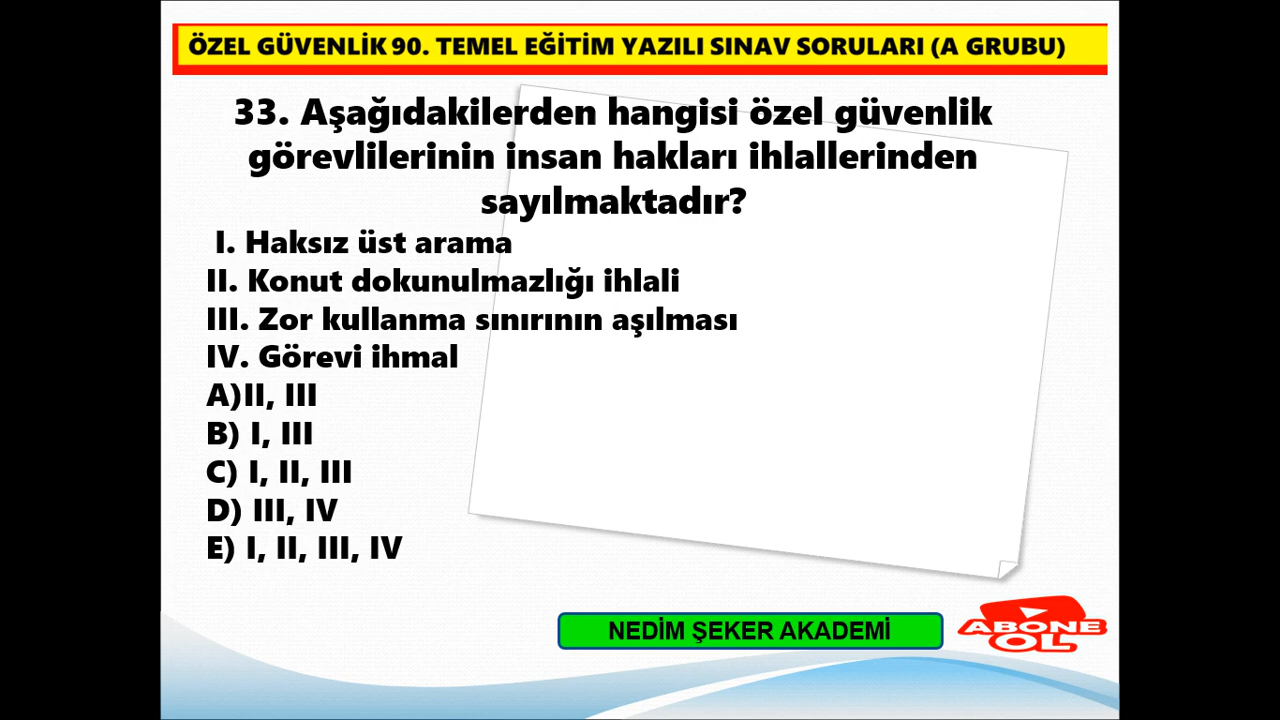 ÖZEL GÜVENLİK 90. TEMEL EĞİTİM YAZILI SINAV SORULARI (A GRUBU)
33. Aşağıdakilerden hangisi özel güvenlik
görevlilerinin insan hakları ihlallerinden
sayılmaktadır?
I. Haksız üst arama
II. Konut dokunulmazlığı ihlali
III. Zor kullanma sınırının aşılması
IV. Görevi ihmal
A)II, III
B) I, III
C) I, II, III
D) III, IV
E) I, II, III, IV
NEDİM ŞEKER AKADEMİ
ABONE
OL